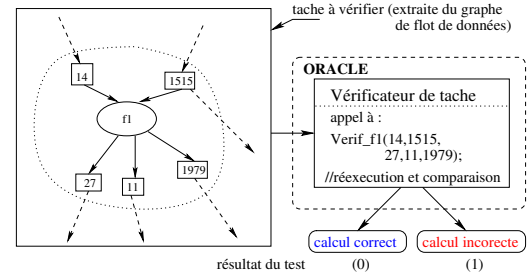 tache à vérifier (extraite du graphe
de flot de données)
14
1515
f1
27
11
1979
ORACLE
Vérificateur de tache
appel à :
Verif_f1(14,1515,
27,11,1979);
//réexecution et comparaison
calcul correct
calcul incorecte
résultat du test
(0)
(1)